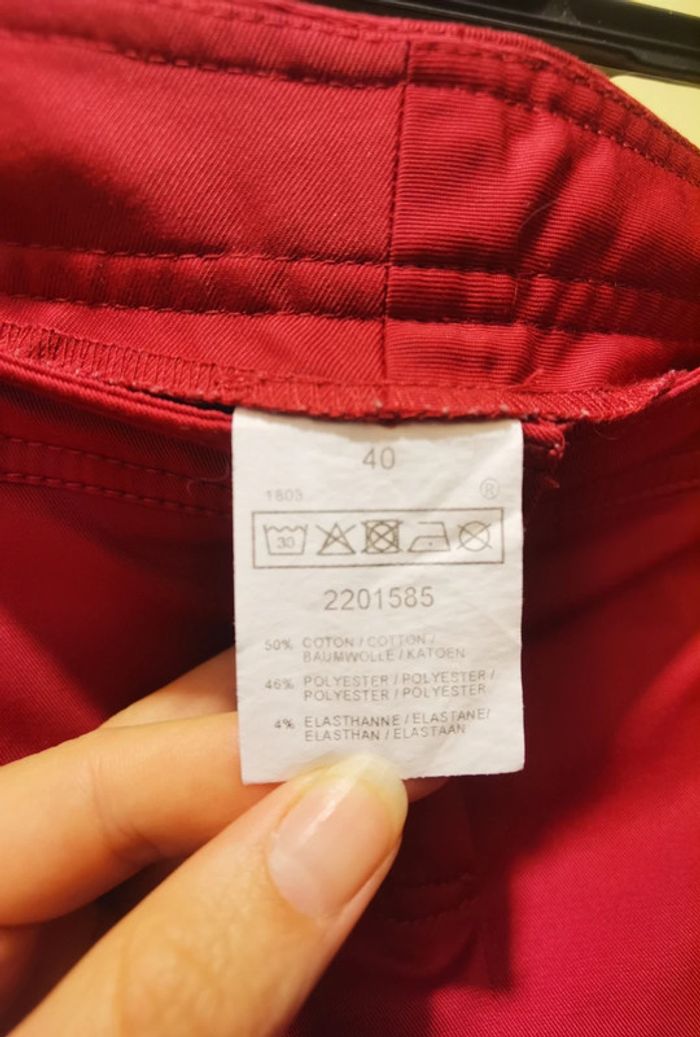 40
1803 ®
30
2201585
50% COTON / COTTON /
BAUMWOLLE / KATOEN
46% POLYESTER / POLYESTER /
POLYESTER / POLYESTER
4% ELASTHANNE / ELASTANE/
ELASTHAN / ELASTAAN